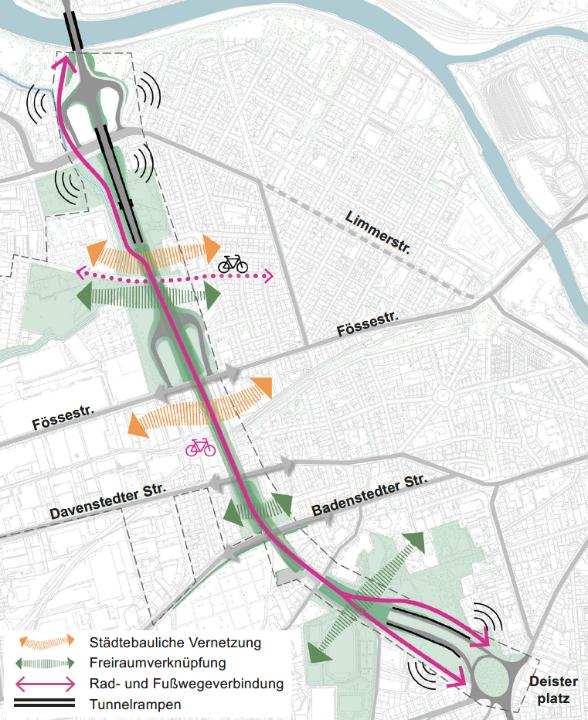 Limmerstr.
Fössestr.
Fössestr.
Davenstedter Str.
Badenstedter Str.
Deister
platz
Städtebauliche Vernetzung
Freiraumverknüpfung
Rad- und Fußwegeverbindung
Tunnelrampen